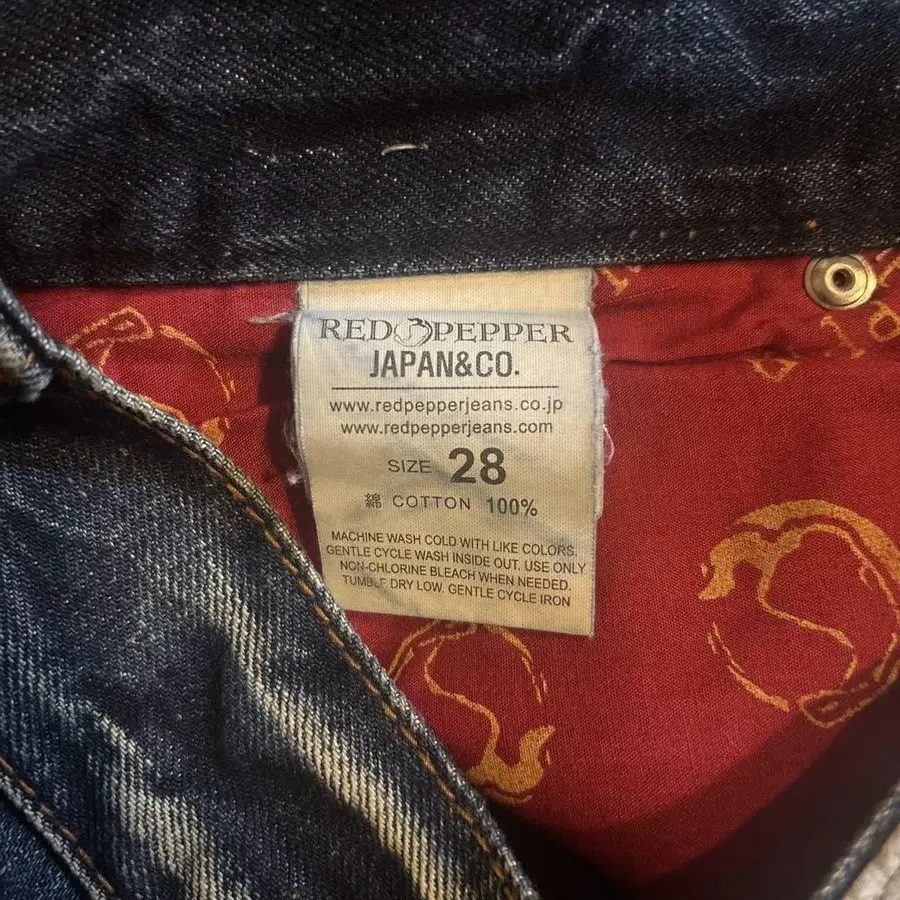 RED PEPPER
JAPAN&CO.
www.redpepperjeans.co.jp
www.redpepperjeans.com
SIZE 28
綿 COTTON 100%
MACHINE WASH COLD WITH LIKE COLORS.
GENTLE CYCLE WASH INSIDE OUT. USE ONLY
NON-CHLORINE BLEACH WHEN NEEDED.
TUMBLE DRY LOW. GENTLE CYCLE IRON